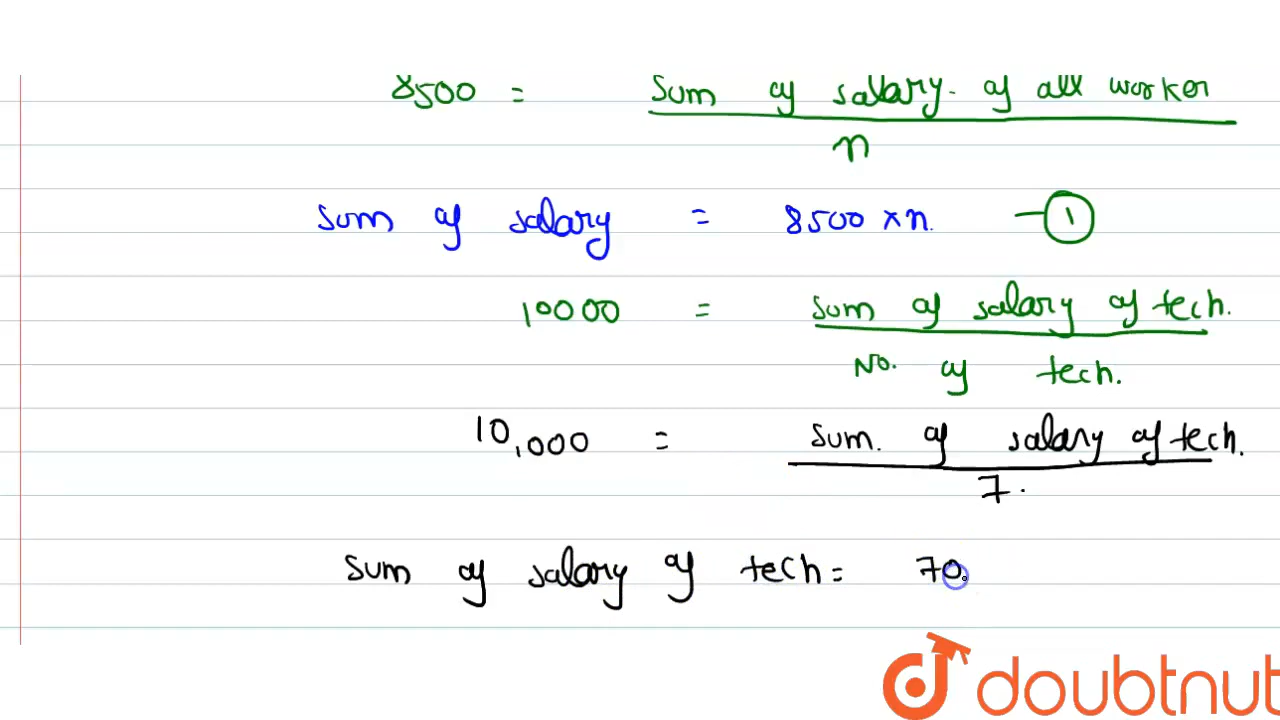 8500 = Sum of salary of all worker
n
Sum of salary = 8500 × n. — 1
10000 = Sum of salary of tech.
No. of tech.
10,000 = Sum. of salary of tech.
7.
Sum of salary of tech = 70
doubtnut